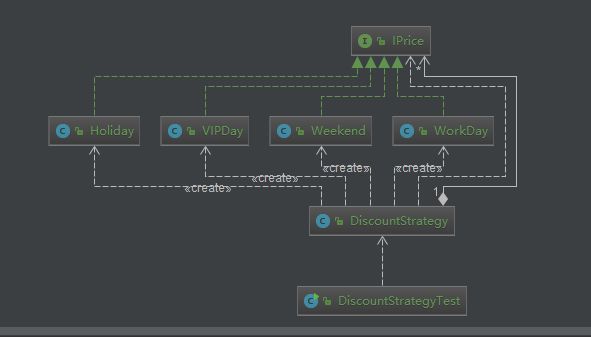 I IPrice
*
C Holiday
C VIPDay
C Weekend
C WorkDay
«create»
«create»
«create»
«create»
1
C DiscountStrategy
C DiscountStrategyTest